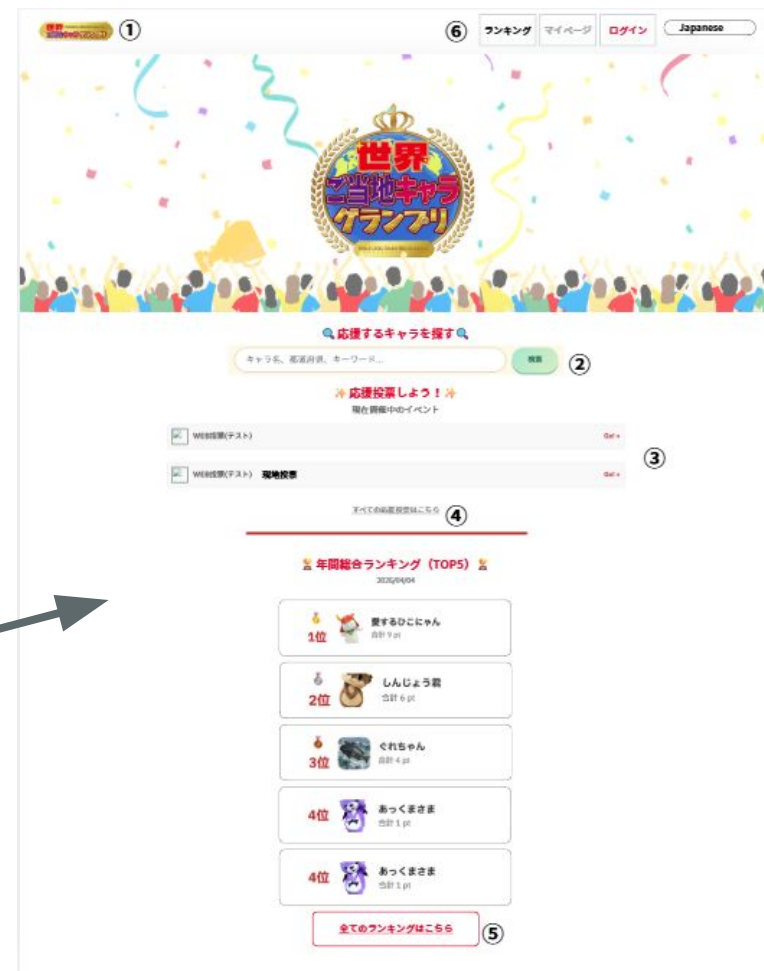 世界
①
⑥ ランキング マイページ ログイン Japanese
世界
ご当地キャラ
グランプリ
応援するキャラを探す
キャラ名、都道府県、キーワード... 検索 ②
応援投票しよう！
現在開催中のイベント
WEB投票(テスト) Go! »
③
WEB投票(テスト) 現地投票 Go! »
すべての応援投票はこちら ④
年間総合ランキング（TOP5）
2026/04/04
1位 愛するひこにゃん
合計 9 pt
2位 しんじょう君
合計 6 pt
3位 ぐれちゃん
合計 4 pt
4位 あっくまさま
合計 1 pt
4位 あっくまさま
合計 1 pt
全てのランキングはこちら ⑤